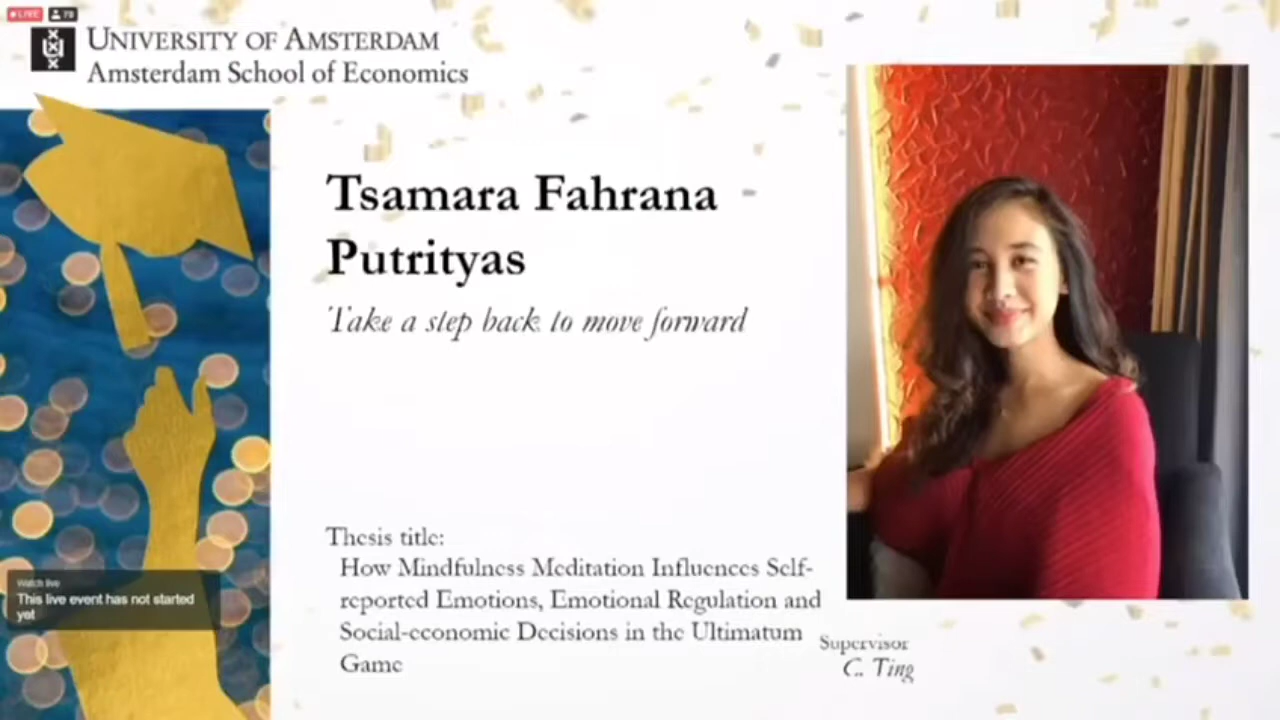 LIVE
79
UNIVERSITY OF AMSTERDAM
Amsterdam School of Economics
Tsamara Fahrana
Putrityas
Take a step back to move forward
Thesis title:
How Mindfulness Meditation Influences Self-
reported Emotions, Emotional Regulation and
Social-economic Decisions in the Ultimatum
Game
Supervisor
C. Ting
Watch live
This live event has not started
yet